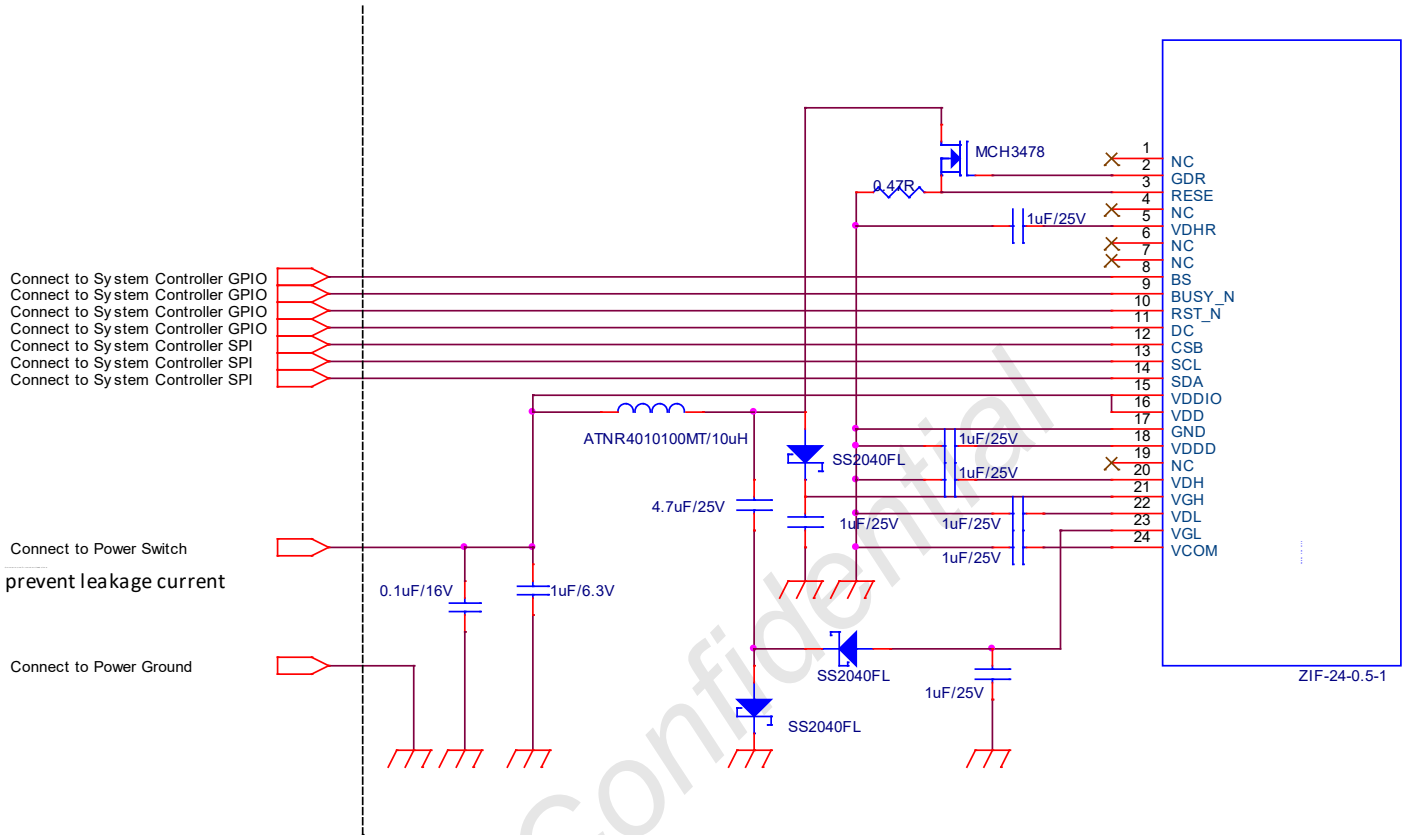 MCH3478
0.47R
1uF/25V
1
NC
2
GDR
3
RESE
4
NC
5
VDHR
6
NC
7
NC
8
BS
9
BUSY_N
10
RST_N
11
DC
12
CSB
13
SCL
14
SDA
15
VDDIO
16
VDD
17
GND
18
VDDD
19
NC
20
VDH
21
VGH
22
VDL
23
VGL
24
VCOM
Connect to System Controller GPIO
Connect to System Controller GPIO
Connect to System Controller GPIO
Connect to System Controller GPIO
Connect to System Controller SPI
Connect to System Controller SPI
Connect to System Controller SPI
ATNR4010100MT/10uH
SS2040FL
1uF/25V
1uF/25V
4.7uF/25V
1uF/25V
1uF/25V
1uF/25V
Connect to Power Switch
prevent leakage current
0.1uF/16V
1uF/6.3V
Connect to Power Ground
SS2040FL
1uF/25V
SS2040FL
ZIF-24-0.5-1
Confidential